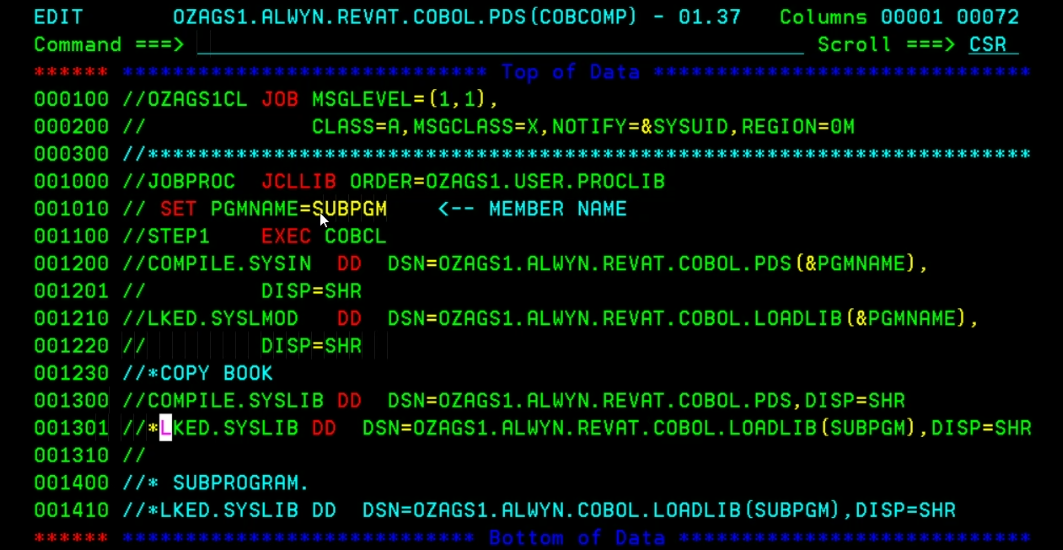 EDIT OZAGS1.ALWYN.REVAT.COBOL.PDS(COBCOMP) - 01.37 Columns 00001 00072
Command ===> Scroll ===> CSR
****** ***************************** Top of Data ******************************
000100 //OZAGS1CL JOB MSGLEVEL=(1,1),
000200 // CLASS=A,MSGCLASS=X,NOTIFY=&SYSUID,REGION=0M
000300 //**********************************************************************
001000 //JOBPROC JCLLIB ORDER=OZAGS1.USER.PROCLIB
001010 // SET PGMNAME=SUBPGM <-- MEMBER NAME
001100 //STEP1 EXEC COBCL
001200 //COMPILE.SYSIN DD DSN=OZAGS1.ALWYN.REVAT.COBOL.PDS(&PGMNAME),
001201 // DISP=SHR
001210 //LKED.SYSLMOD DD DSN=OZAGS1.ALWYN.REVAT.COBOL.LOADLIB(&PGMNAME),
001220 // DISP=SHR
001230 //*COPY BOOK
001300 //COMPILE.SYSLIB DD DSN=OZAGS1.ALWYN.REVAT.COBOL.PDS,DISP=SHR
001301 //*LKED.SYSLIB DD DSN=OZAGS1.ALWYN.REVAT.COBOL.LOADLIB(SUBPGM),DISP=SHR
001310 //
001400 //* SUBPROGRAM.
001410 //*LKED.SYSLIB DD DSN=OZAGS1.ALWYN.COBOL.LOADLIB(SUBPGM),DISP=SHR
****** **************************** Bottom of Data ****************************